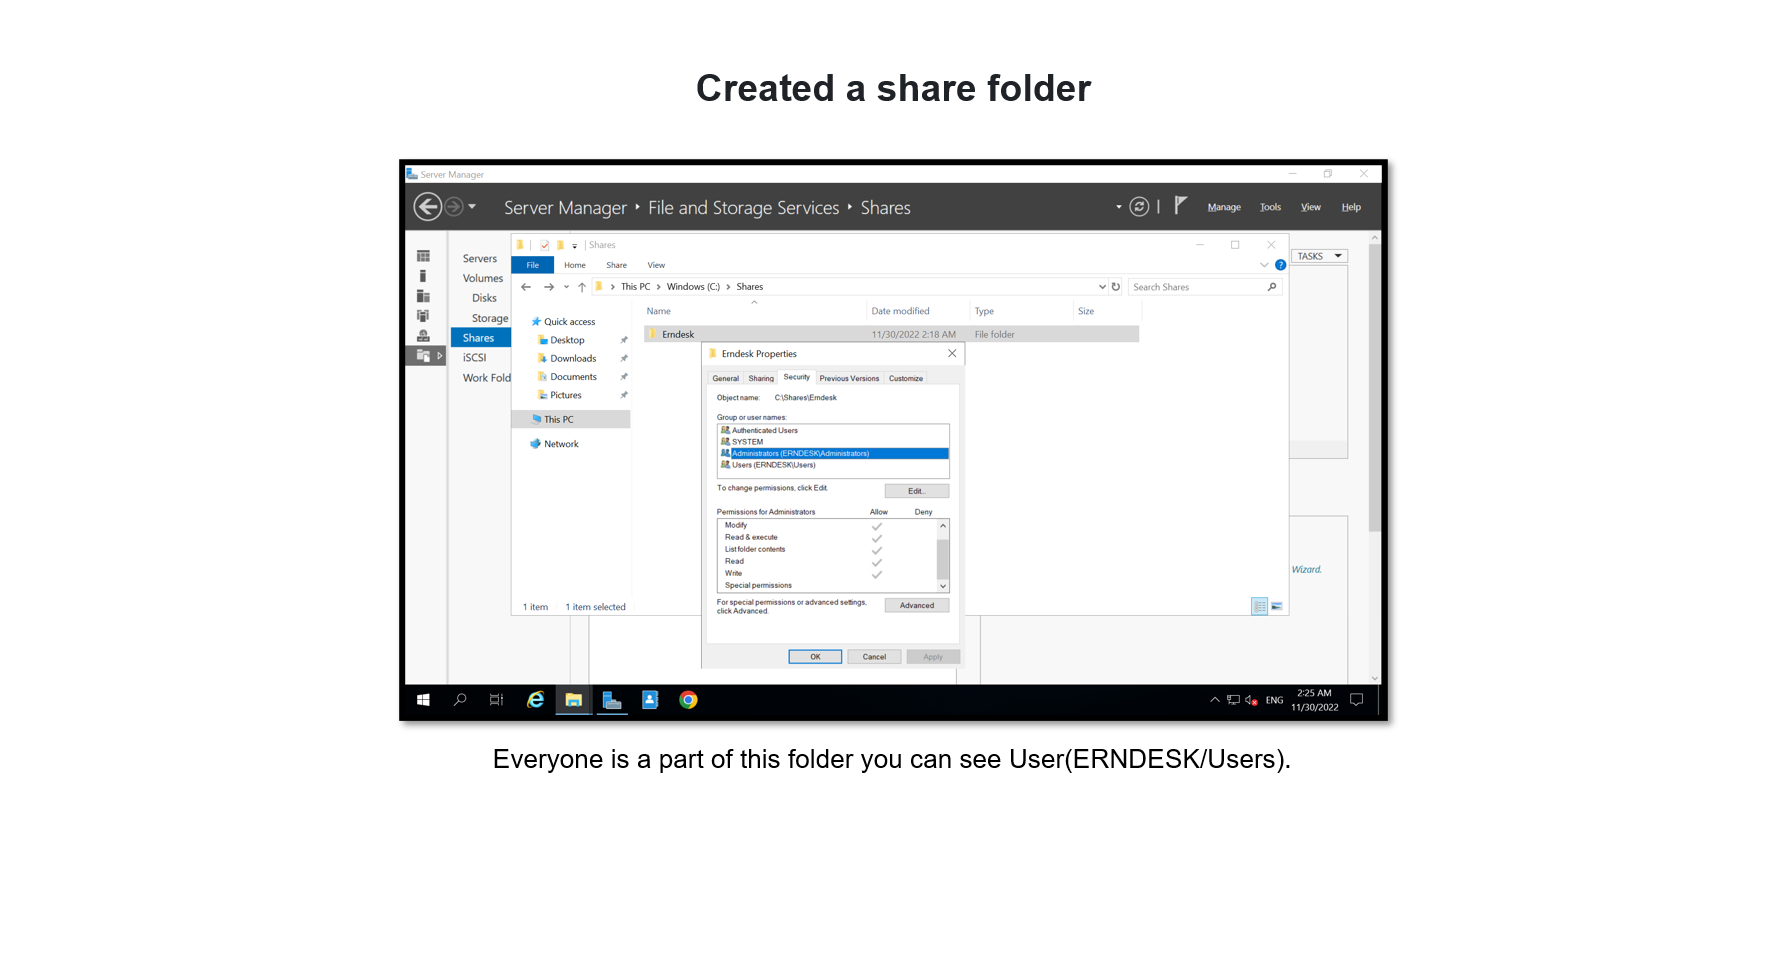 Created a share folder
Server Manager
Server Manager ‣ File and Storage Services ‣ Shares
Manage Tools View Help
Servers
Volumes
Disks
Storage
Shares
iSCSI
Work Fold
TASKS
Wizard.
Shares
File Home Share View
This PC > Windows (C:) > Shares
Search Shares
Name Date modified Type Size
Erndesk 11/30/2022 2:18 AM File folder
Quick access
Desktop
Downloads
Documents
Pictures
This PC
Network
1 item 1 item selected
Erndesk Properties
General Sharing Security Previous Versions Customize
Object name: C:\Shares\Erndesk
Group or user names:
Authenticated Users
SYSTEM
Administrators (ERNDESK\Administrators)
Users (ERNDESK\Users)
To change permissions, click Edit.
Edit...
Permissions for Administrators Allow Deny
Modify
Read & execute
List folder contents
Read
Write
Special permissions
For special permissions or advanced settings,
click Advanced.
Advanced
OK Cancel Apply
ENG
2:25 AM
11/30/2022
Everyone is a part of this folder you can see User(ERNDESK/Users).